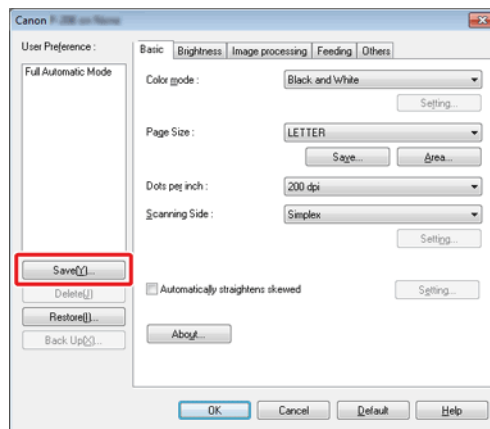 Canon
User Preference :
Full Automatic Mode
Save(Y)...
Delete(J)
Restore(I)...
Back Up(X)...
Basic Brightness Image processing Feeding Others
Color mode : Black and White
Setting...
Page Size : LETTER
Save... Area...
Dots per inch : 200 dpi
Scanning Side : Simplex
Setting...
Automatically straightens skewed Setting...
About...
OK Cancel Default Help